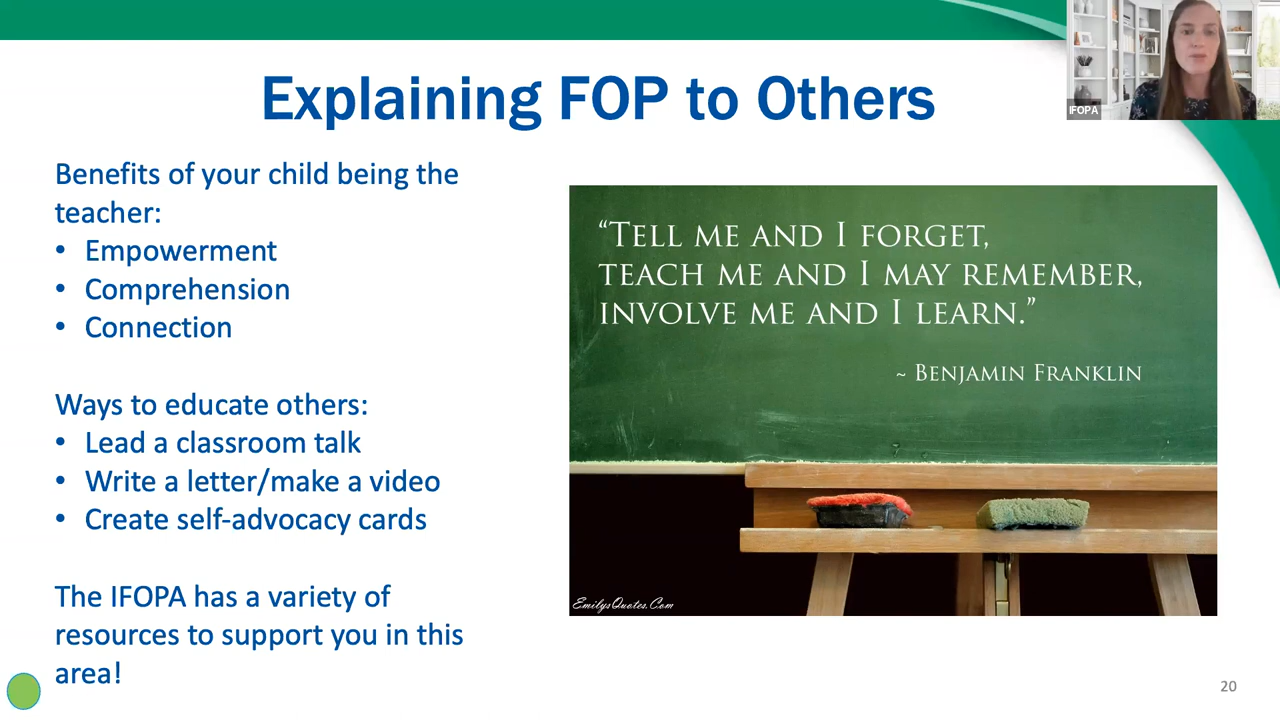 Explaining FOP to Others
IFOPA
Benefits of your child being the
teacher:
• Empowerment
• Comprehension
• Connection
Ways to educate others:
• Lead a classroom talk
• Write a letter/make a video
• Create self-advocacy cards
The IFOPA has a variety of
resources to support you in this
area!
“TELL ME AND I FORGET,
TEACH ME AND I MAY REMEMBER,
INVOLVE ME AND I LEARN.”
~ BENJAMIN FRANKLIN
EmilysQuotes.Com
20